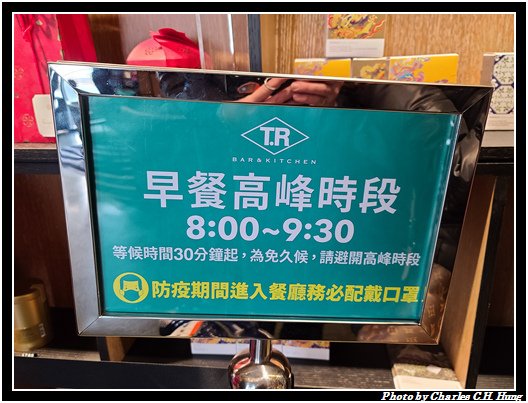 T.R
BAR & KITCHEN
早餐高峰時段
8:00~9:30
等候時間30分鐘起，為免久候，請避開高峰時段
防疫期間進入餐廳務必配戴口罩
Photo by Charles C.H. Hung